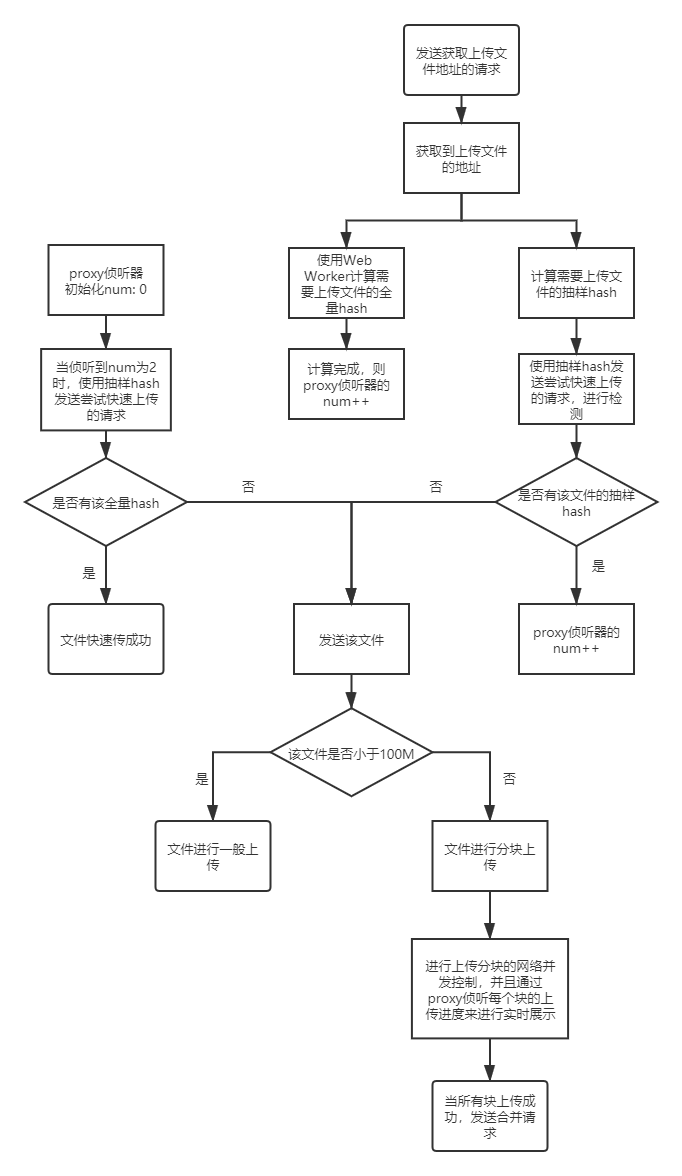 发送获取上传文
件地址的请求
获取到上传文件
的地址
proxy侦听器
初始化num: 0
使用Web
Worker计算需
要上传文件的全
量hash
计算需要上传文
件的抽样hash
当侦听到num为2
时，使用抽样hash
发送尝试快速上传
的请求
计算完成，则
proxy侦听器的
num++
使用抽样hash发
送尝试快速上传
的请求，进行检
测
是否有该全量hash
否
否
是否有该文件的抽样
hash
是
是
文件快速传成功
发送该文件
proxy侦听器的
num++
该文件是否小于100M
是
否
文件进行一般上
传
文件进行分块上
传
进行上传分块的网络并
发控制，并且通过
proxy侦听每个块的上
传进度来进行实时展示
当所有块上传成
功，发送合并请
求